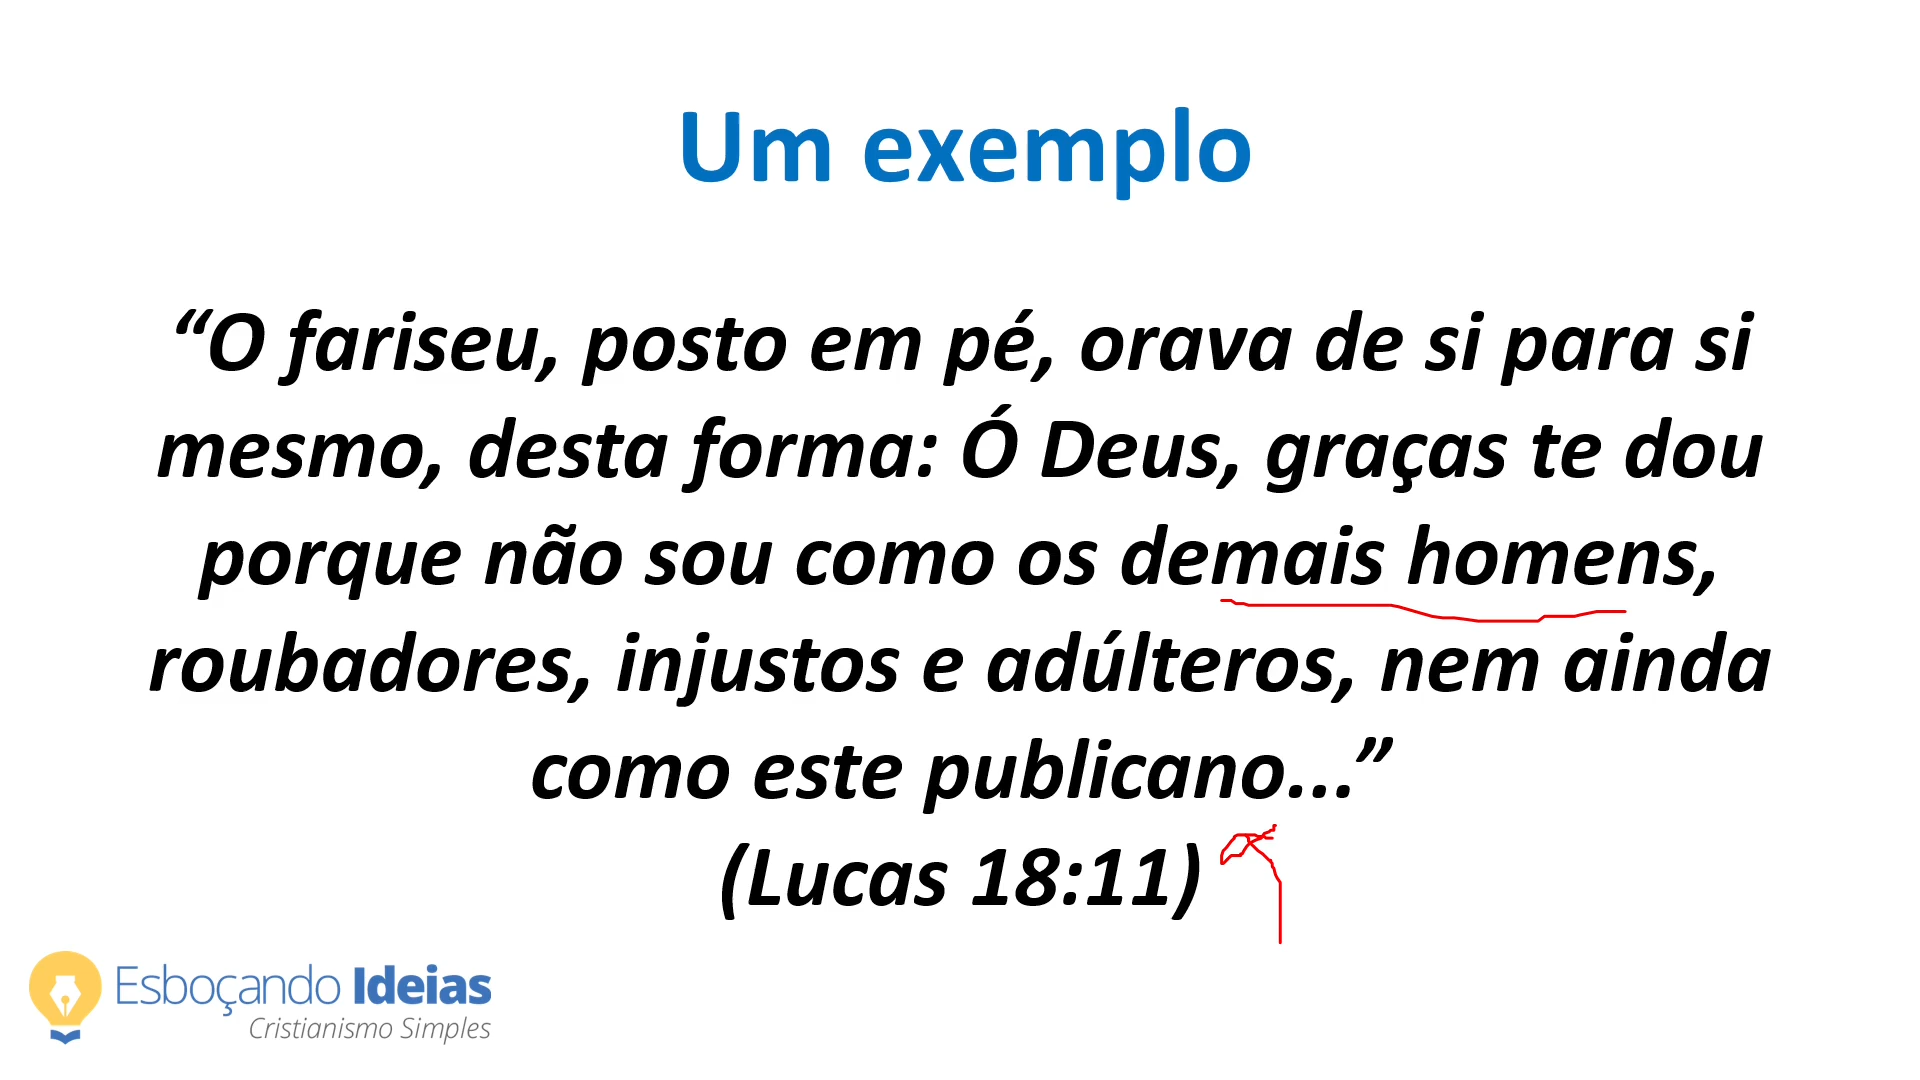 Um exemplo
“O fariseu, posto em pé, orava de si para si
mesmo, desta forma: Ó Deus, graças te dou
porque não sou como os demais homens,
roubadores, injustos e adúlteros, nem ainda
como este publicano...”
(Lucas 18:11)
Esboçando Ideias
Cristianismo Simples